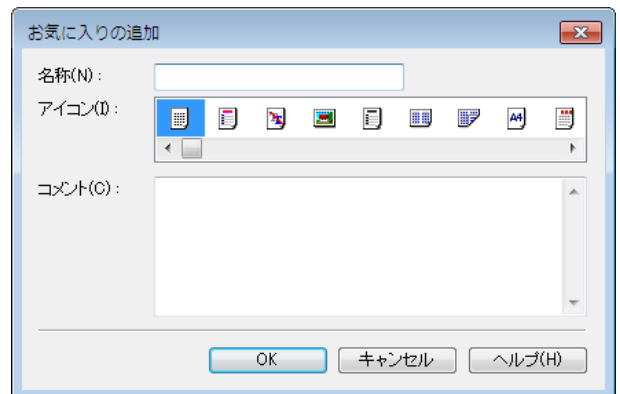 お気に入りの追加
名称(N):
アイコン(I):
A4
コメント(C):
OK キャンセル ヘルプ(H)